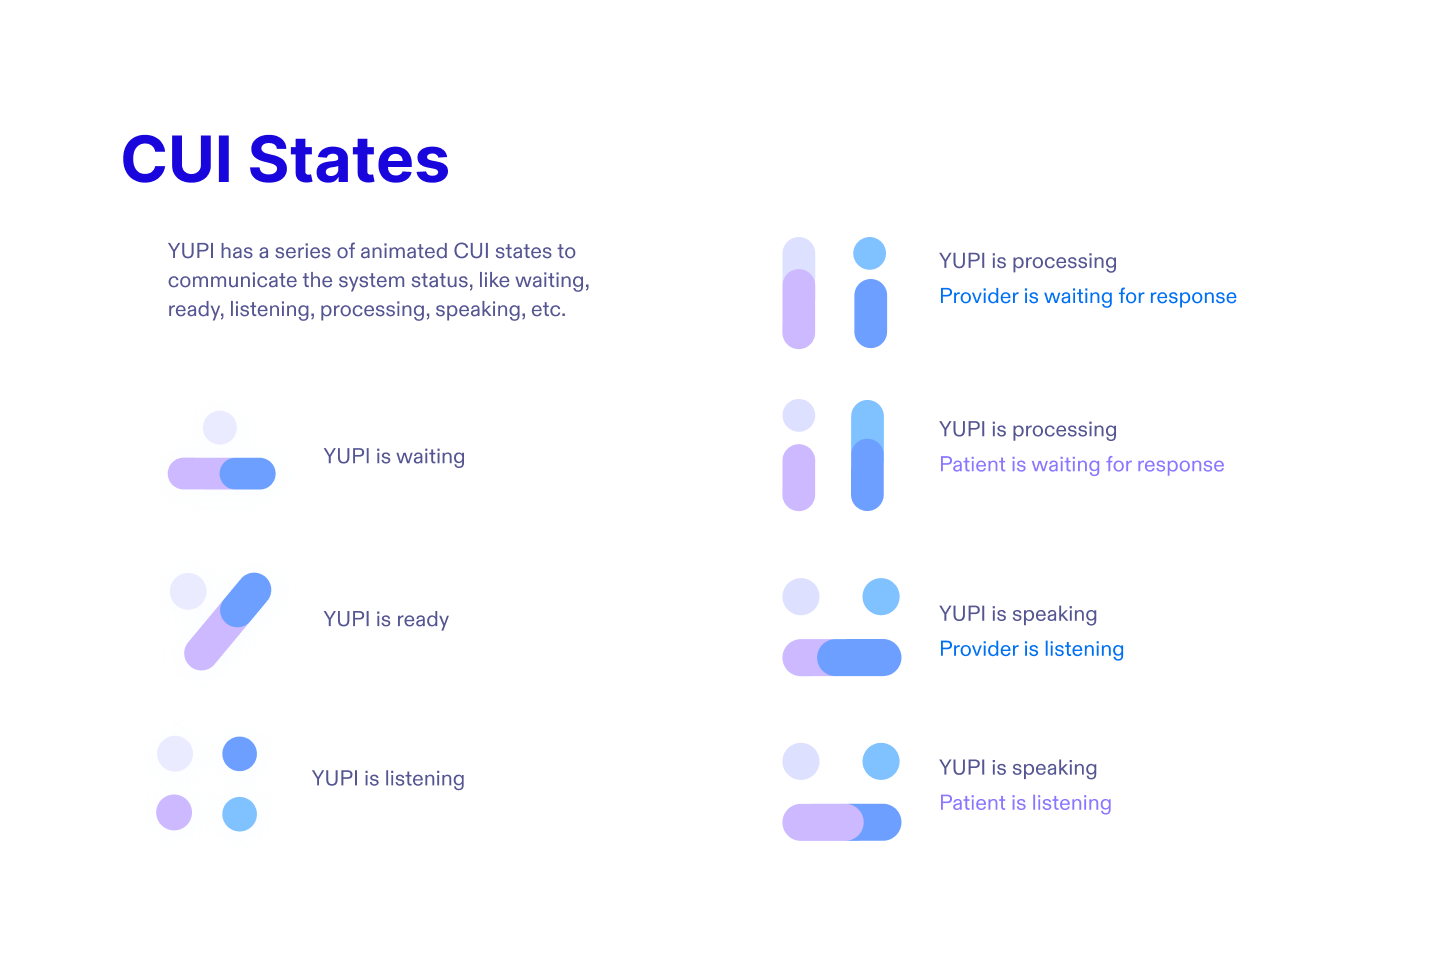 CUI States
YUPI has a series of animated CUI states to
communicate the system status, like waiting,
ready, listening, processing, speaking, etc.
YUPI is waiting
YUPI is ready
YUPI is listening
YUPI is processing
Provider is waiting for response
YUPI is processing
Patient is waiting for response
YUPI is speaking
Provider is listening
YUPI is speaking
Patient is listening